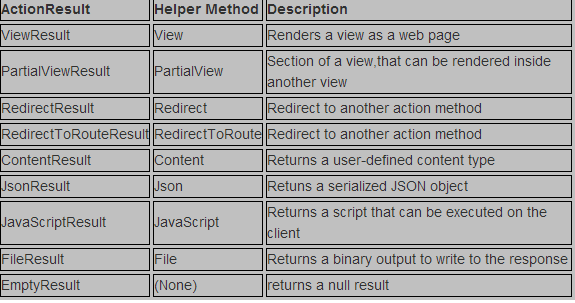 ActionResult Helper Method Description
ViewResult View Renders a view as a web page
PartialViewResult PartialView Section of a view,that can be rendered inside
another view
RedirectResult Redirect Redirect to another action method
RedirectToRouteResult RedirectToRoute Redirect to another action method
ContentResult Content Returns a user-defined content type
JsonResult Json Retuns a serialized JSON object
JavaScriptResult JavaScript Returns a script that can be executed on the
client
FileResult File Returns a binary output to write to the response
EmptyResult (None) returns a null result